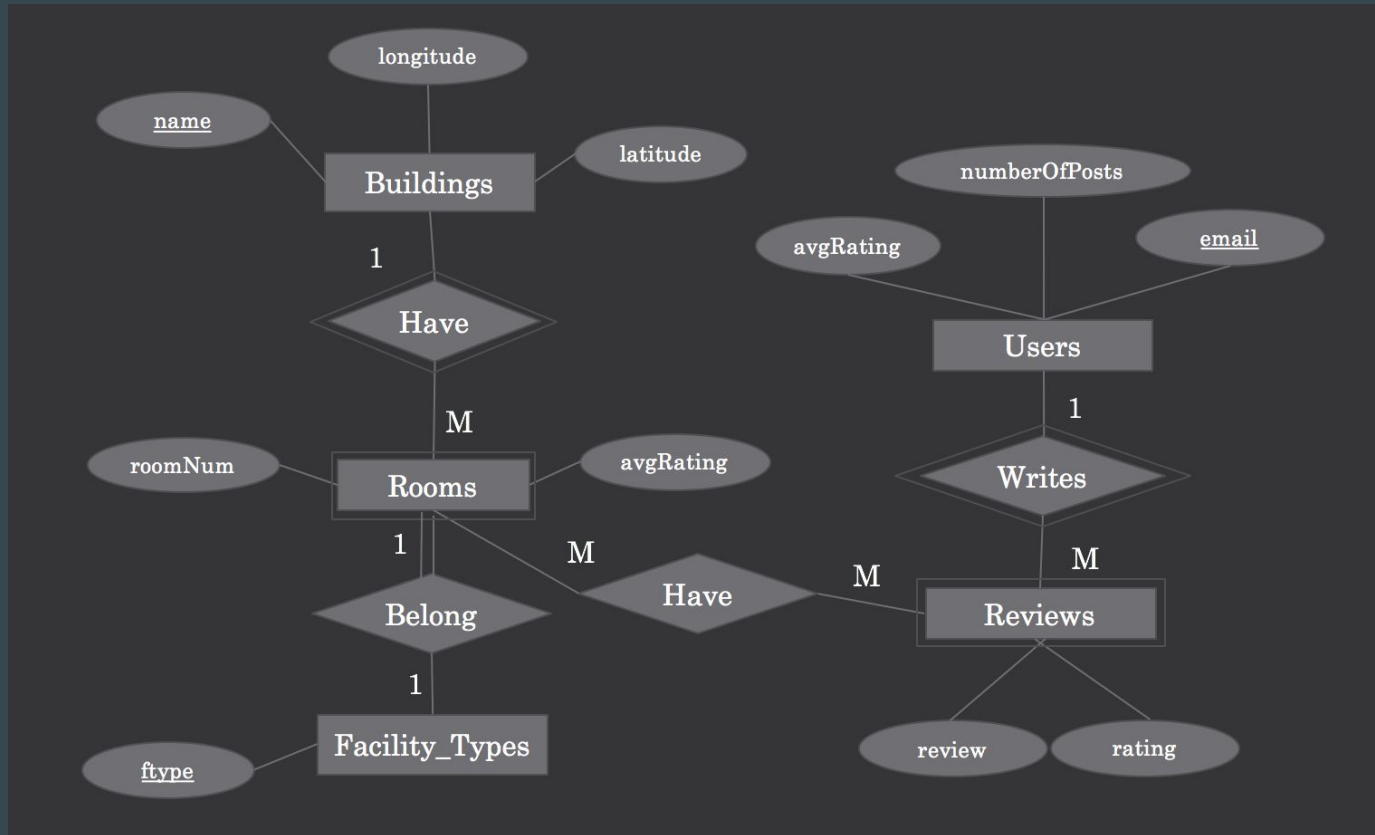 longitude
name
latitude
Buildings
numberOfPosts
avgRating
email
1
Have
Users
1
M
roomNum
avgRating
Rooms
Writes
1
M
M
M
Belong
Have
Reviews
1
Facility_Types
review
rating
ftype